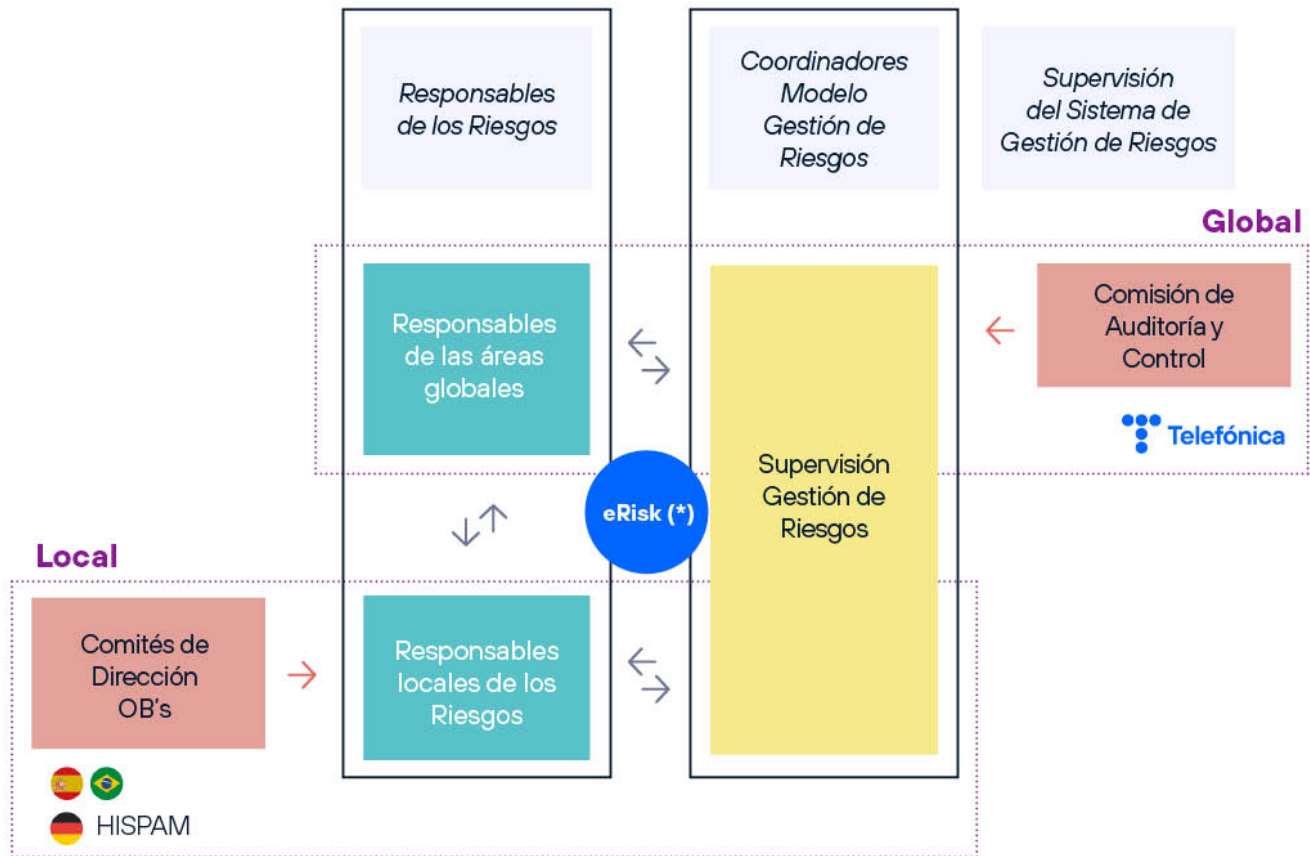 Responsables
de los Riesgos
Coordinadores
Modelo
Gestión de
Riesgos
Supervisión
del Sistema de
Gestión de Riesgos
Global
Responsables
de las áreas
globales
Comisión de
Auditoría y
Control
Telefónica
Supervisión
Gestión de
Riesgos
eRisk (*)
Local
Comités de
Dirección
OB's
Responsables
locales de los
Riesgos
HISPAM